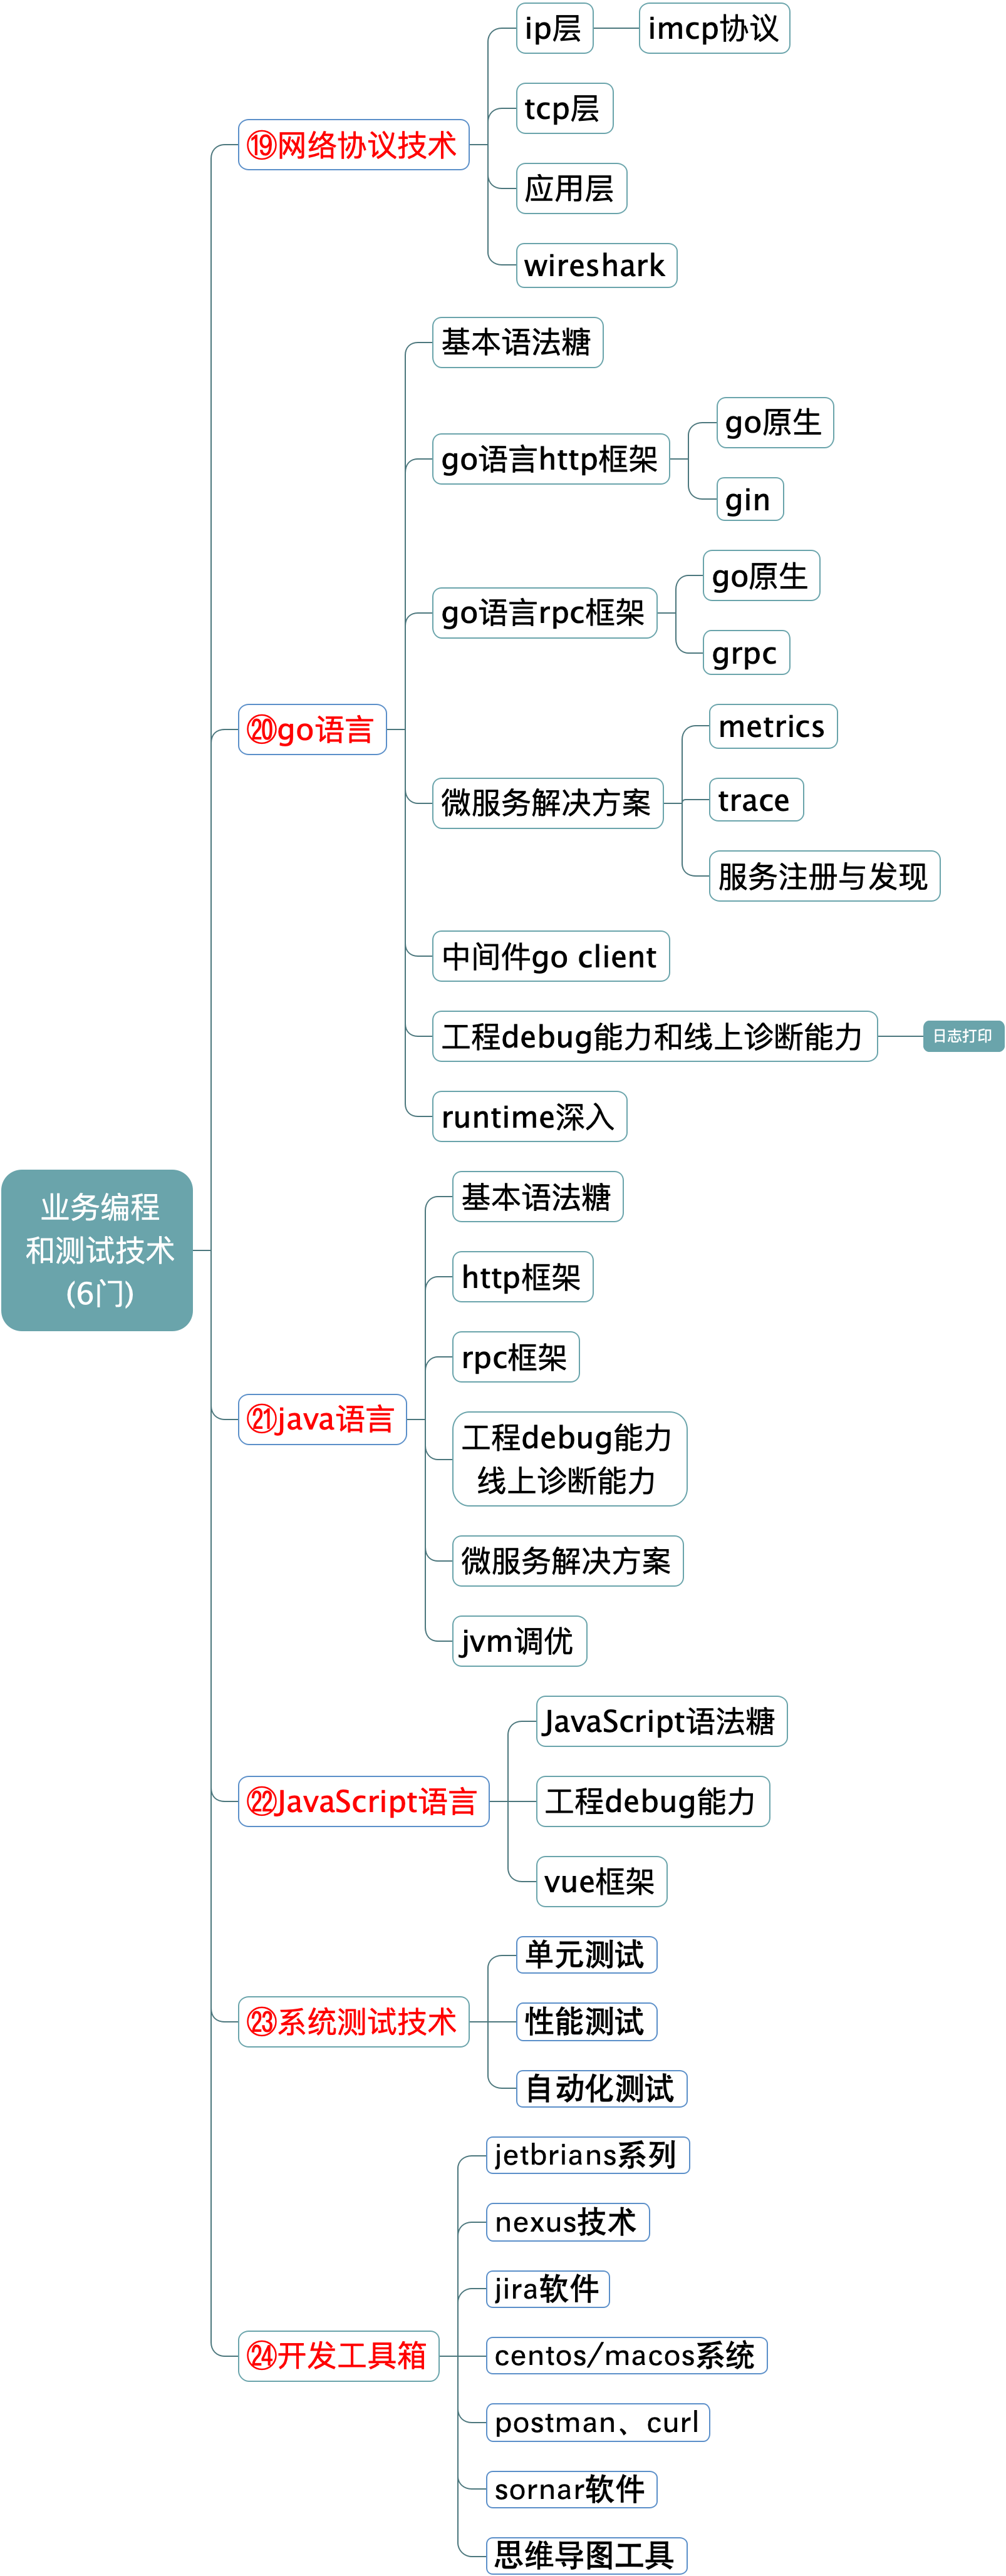 ip层
imcp协议
tcp层
⑲网络协议技术
应用层
wireshark
基本语法糖
go原生
go语言http框架
gin
go原生
go语言rpc框架
grpc
metrics
⑳go语言
微服务解决方案
trace
服务注册与发现
中间件go client
工程debug能力和线上诊断能力
日志打印
runtime深入
业务编程
和测试技术
(6门)
基本语法糖
http框架
rpc框架
㉑java语言
工程debug能力
线上诊断能力
微服务解决方案
jvm调优
JavaScript语法糖
㉒JavaScript语言
工程debug能力
vue框架
单元测试
㉓系统测试技术
性能测试
自动化测试
jetbrians系列
nexus技术
jira软件
㉔开发工具箱
centos/macos系统
postman、curl
sornar软件
思维导图工具